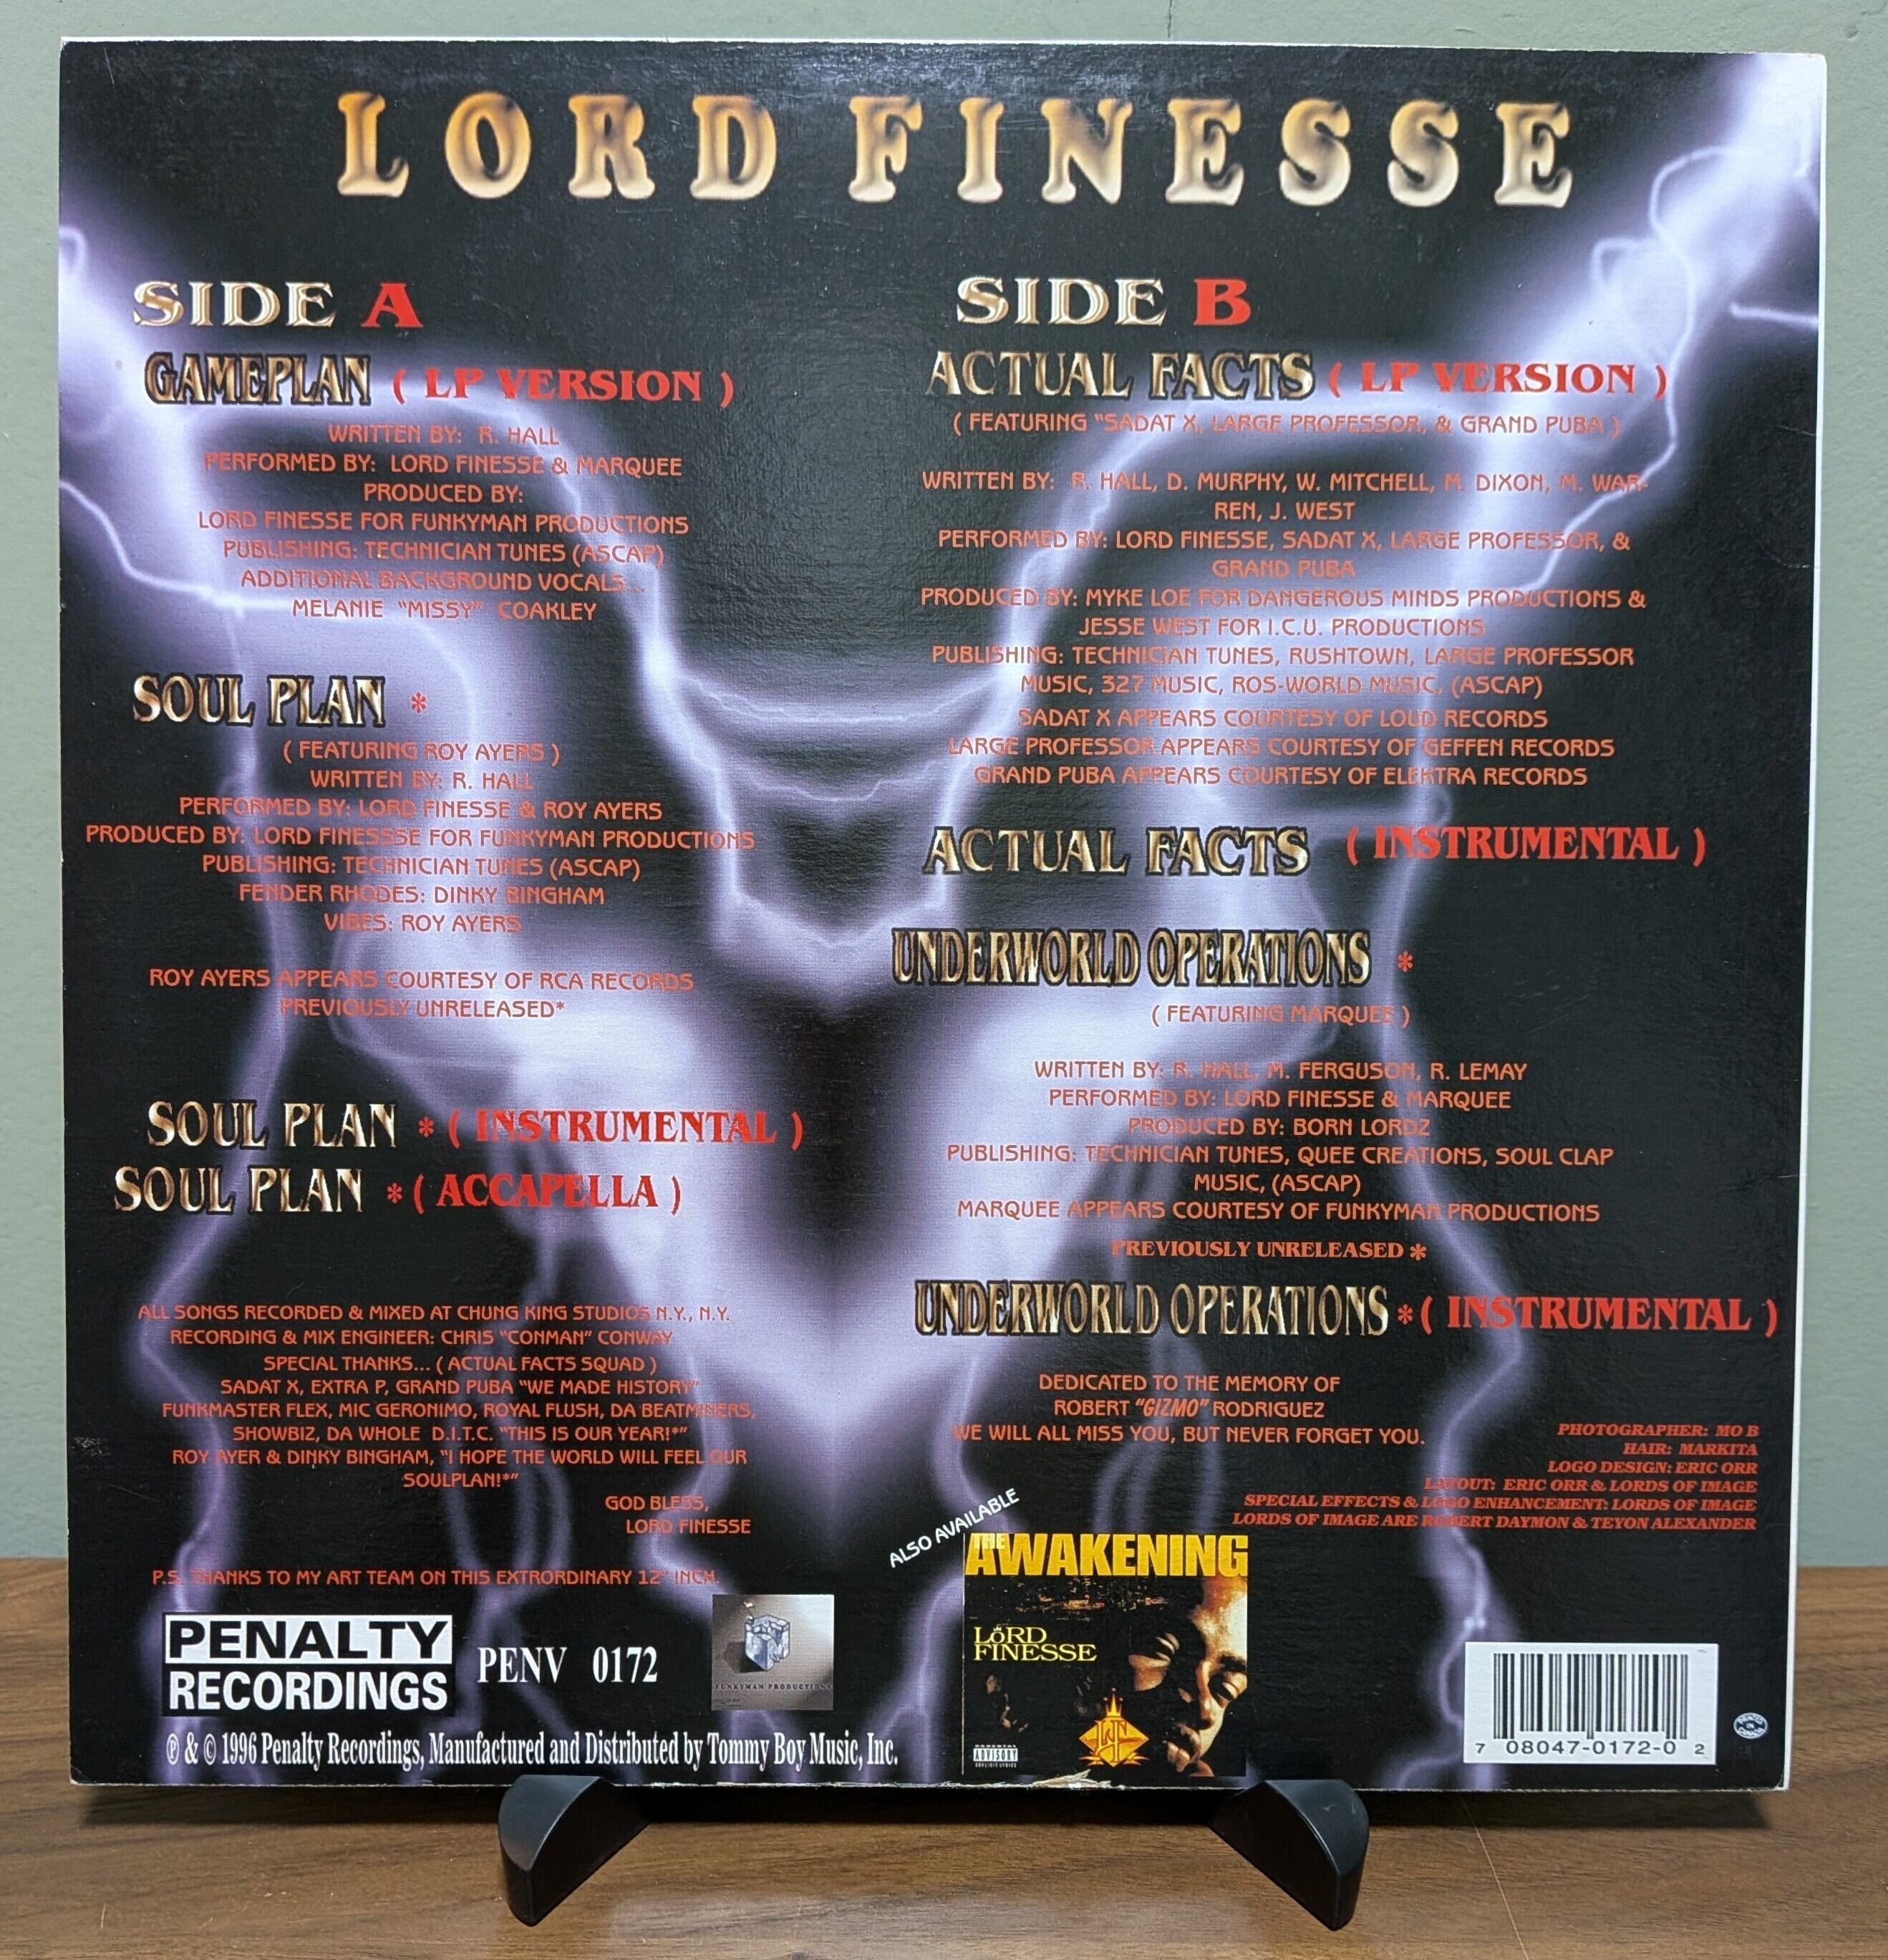 LORD FINESSE
SIDE A
GAMEPLAN ( LP VERSION )
WRITTEN BY: R. HALL
PERFORMED BY: LORD FINESSE & MARQUEE
PRODUCED BY:
LORD FINESSE FOR FUNKYMAN PRODUCTIONS
PUBLISHING: TECHNICIAN TUNES (ASCAP)
ADDITIONAL BACKGROUND VOCALS...
MELANIE "MISSY" COAKLEY
SOUL PLAN *
( FEATURING ROY AYERS )
WRITTEN BY: R. HALL
PERFORMED BY: LORD FINESSE & ROY AYERS
PRODUCED BY: LORD FINESSSE FOR FUNKYMAN PRODUCTIONS
PUBLISHING: TECHNICIAN TUNES (ASCAP)
FENDER RHODES: DINKY BINGHAM
VIBES: ROY AYERS
ROY AYERS APPEARS COURTESY OF RCA RECORDS
PREVIOUSLY UNRELEASED*
SOUL PLAN * ( INSTRUMENTAL )
SOUL PLAN * ( ACCAPELLA )
ALL SONGS RECORDED & MIXED AT CHUNG KING STUDIOS N.Y., N.Y.
RECORDING & MIX ENGINEER: CHRIS "CONMAN" CONWAY
SPECIAL THANKS... ( ACTUAL FACTS SQUAD )
SADAT X, EXTRA P, GRAND PUBA "WE MADE HISTORY"
FUNKMASTER FLEX, MIC GERONIMO, ROYAL FLUSH, DA BEATMINERS,
SHOWBIZ, DA WHOLE D.I.T.C. "THIS IS OUR YEAR!*"
ROY AYER & DINKY BINGHAM, "I HOPE THE WORLD WILL FEEL OUR
SOULPLAN!*"
GOD BLESS,
LORD FINESSE
P.S. THANKS TO MY ART TEAM ON THIS EXTRORDINARY 12" INCH.
PENALTY
RECORDINGS
PENV 0172
FUNKYMAN PRODUCTIONS
℗ & © 1996 Penalty Recordings, Manufactured and Distributed by Tommy Boy Music, Inc.
SIDE B
ACTUAL FACTS ( LP VERSION )
( FEATURING "SADAT X, LARGE PROFESSOR, & GRAND PUBA )
WRITTEN BY: R. HALL, D. MURPHY, W. MITCHELL, M. DIXON, M. WAR-
REN, J. WEST
PERFORMED BY: LORD FINESSE, SADAT X, LARGE PROFESSOR, &
GRAND PUBA
PRODUCED BY: MYKE LOE FOR DANGEROUS MINDS PRODUCTIONS &
JESSE WEST FOR I.C.U. PRODUCTIONS
PUBLISHING: TECHNICIAN TUNES, RUSHTOWN, LARGE PROFESSOR
MUSIC, 327 MUSIC, ROS-WORLD MUSIC, (ASCAP)
SADAT X APPEARS COURTESY OF LOUD RECORDS
LARGE PROFESSOR APPEARS COURTESY OF GEFFEN RECORDS
GRAND PUBA APPEARS COURTESY OF ELEKTRA RECORDS
ACTUAL FACTS ( INSTRUMENTAL )
UNDERWORLD OPERATIONS *
( FEATURING MARQUEE )
WRITTEN BY: R. HALL, M. FERGUSON, R. LEMAY
PERFORMED BY: LORD FINESSE & MARQUEE
PRODUCED BY: BORN LORDZ
PUBLISHING: TECHNICIAN TUNES, QUEE CREATIONS, SOUL CLAP
MUSIC, (ASCAP)
MARQUEE APPEARS COURTESY OF FUNKYMAN PRODUCTIONS
PREVIOUSLY UNRELEASED *
UNDERWORLD OPERATIONS * ( INSTRUMENTAL )
DEDICATED TO THE MEMORY OF
ROBERT "GIZMO" RODRIGUEZ
WE WILL ALL MISS YOU, BUT NEVER FORGET YOU.
PHOTOGRAPHER: MO B
HAIR: MARKITA
LOGO DESIGN: ERIC ORR
LAYOUT: ERIC ORR & LORDS OF IMAGE
SPECIAL EFFECTS & LOGO ENHANCEMENT: LORDS OF IMAGE
LORDS OF IMAGE ARE ROBERT DAYMON & TEYON ALEXANDER
ALSO AVAILABLE
THE
AWAKENING
LORD
FINESSE
LF
PARENTAL
ADVISORY
EXPLICIT LYRICS
7 08047-0172-0 2
PRINTED
IN
CANADA